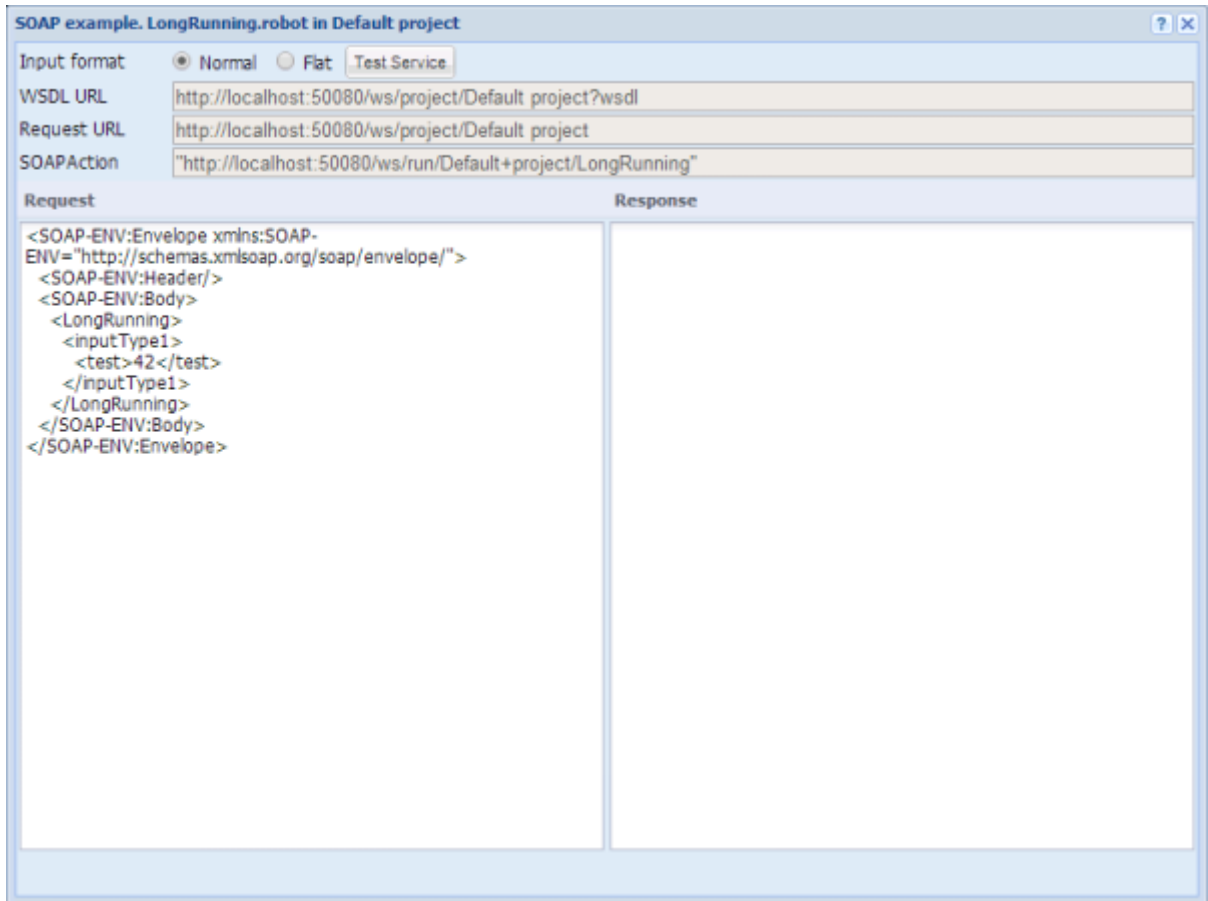 SOAP example. LongRunning.robot in Default project
Input format Normal Flat Test Service
WSDL URL http://localhost:50080/ws/project/Default project?wsdl
Request URL http://localhost:50080/ws/project/Default project
SOAPAction "http://localhost:50080/ws/run/Default+project/LongRunning"
Request Response
<SOAP-ENV:Envelope xmlns:SOAP-
ENV="http://schemas.xmlsoap.org/soap/envelope/">
<SOAP-ENV:Header/>
<SOAP-ENV:Body>
<LongRunning>
<inputType1>
<test>42</test>
</inputType1>
</LongRunning>
</SOAP-ENV:Body>
</SOAP-ENV:Envelope>